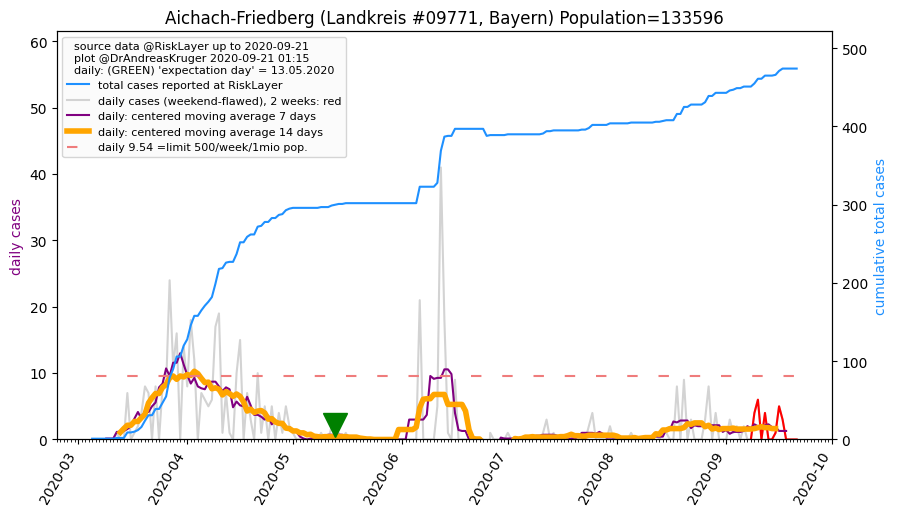 Aichach-Friedberg (Landkreis #09771, Bayern) Population=133596
source data @RiskLayer up to 2020-09-21
plot @DrAndreasKruger 2020-09-21 01:15
daily: (GREEN) 'expectation day' = 13.05.2020
total cases reported at RiskLayer
daily cases (weekend-flawed), 2 weeks: red
daily: centered moving average 7 days
daily: centered moving average 14 days
daily 9.54 =limit 500/week/1mio pop.
daily cases
60
50
40
30
20
10
0
cumulative total cases
500
400
300
200
100
0
2020-03
2020-04
2020-05
2020-06
2020-07
2020-08
2020-09
2020-10